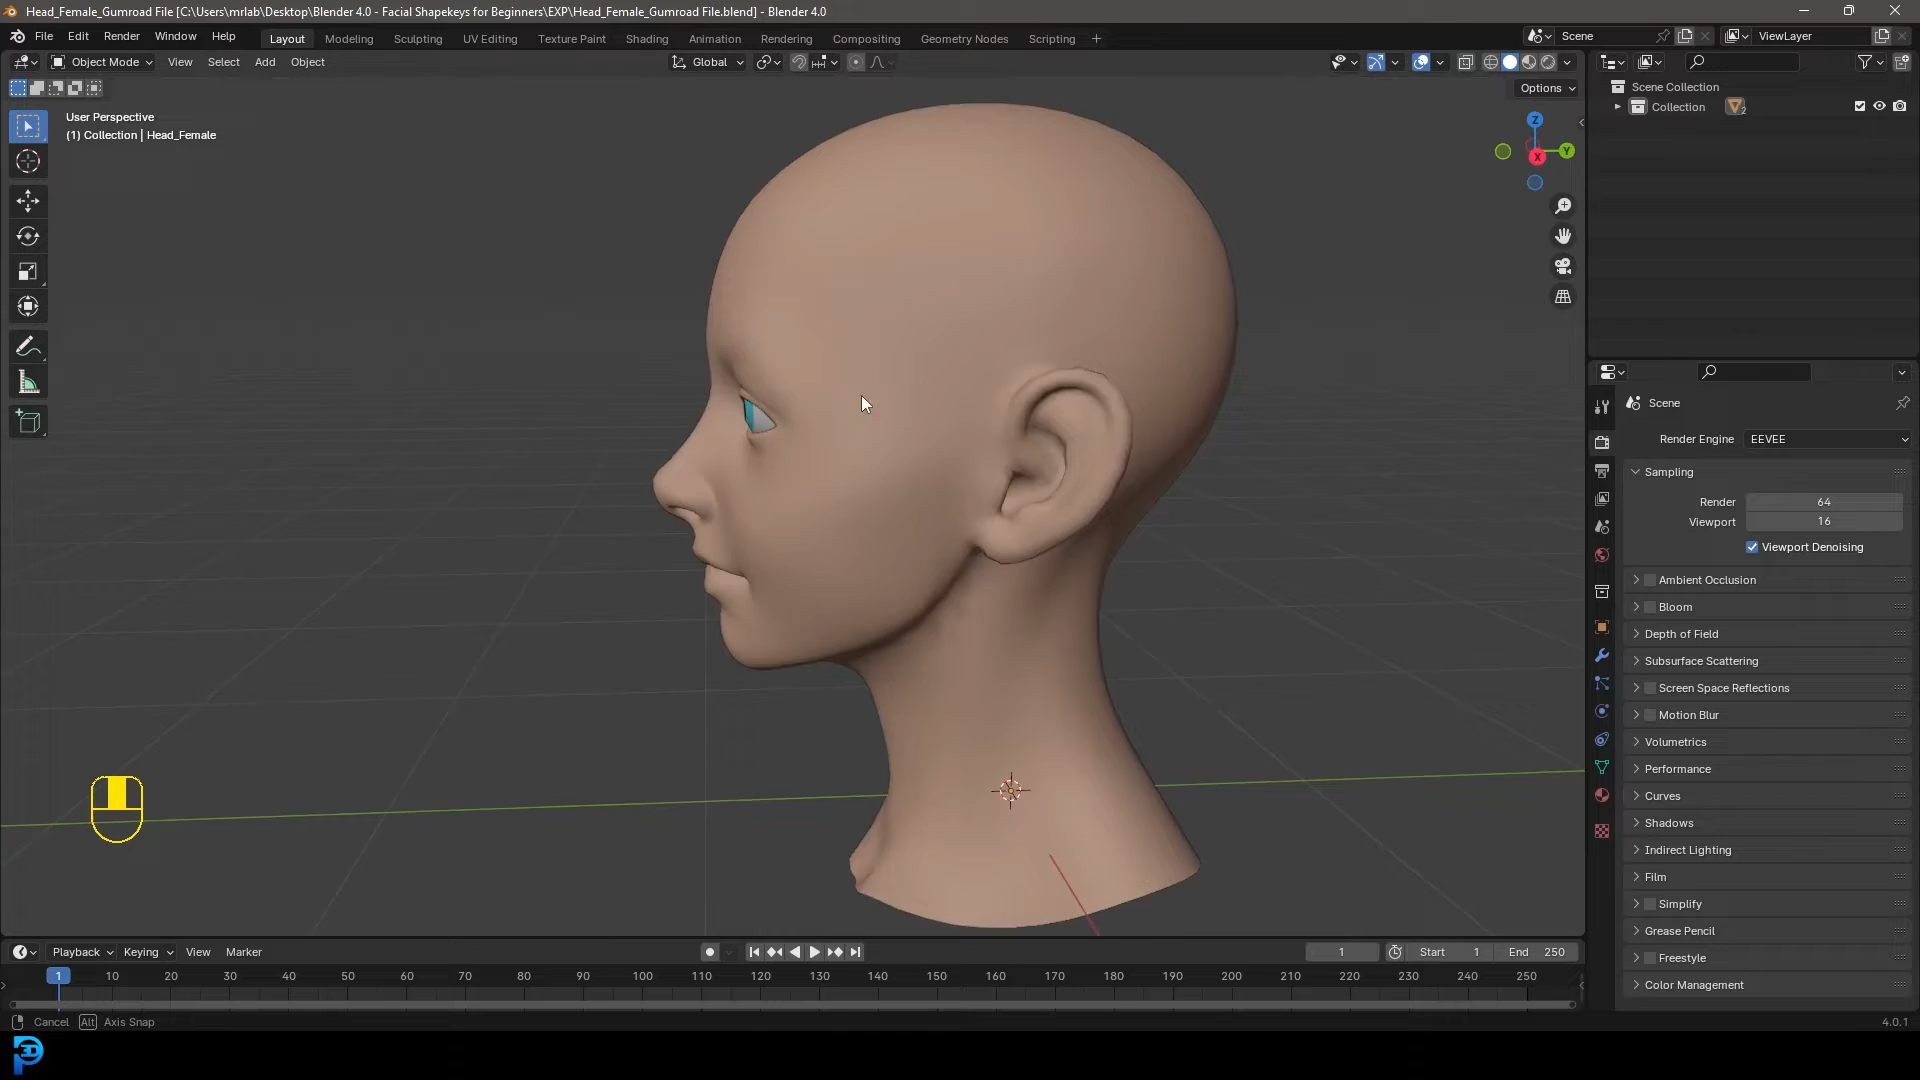 Head_Female_Gumroad File [C:\Users\mrlab\Desktop\Blender 4.0 - Facial Shapekeys for Beginners\EXP\Head_Female_Gumroad File.blend] - Blender 4.0
File Edit Render Window Help Layout Modeling Sculpting UV Editing Texture Paint Shading Animation Rendering Compositing Geometry Nodes Scripting + Scene ViewLayer
Object Mode View Select Add Object Global
Options
User Perspective
(1) Collection | Head_Female
Z
Y
X
Scene Collection
Collection 2
Scene
Render Engine EEVEE
Sampling
Render 64
Viewport 16
Viewport Denoising
Ambient Occlusion
Bloom
Depth of Field
Subsurface Scattering
Screen Space Reflections
Motion Blur
Volumetrics
Performance
Curves
Shadows
Indirect Lighting
Film
Simplify
Grease Pencil
Freestyle
Color Management
Playback Keying View Marker 1 Start 1 End 250
1 10 20 30 40 50 60 70 80 90 100 110 120 130 140 150 160 170 180 190 200 210 220 230 240 250
Cancel Alt Axis Snap 4.0.1
3D